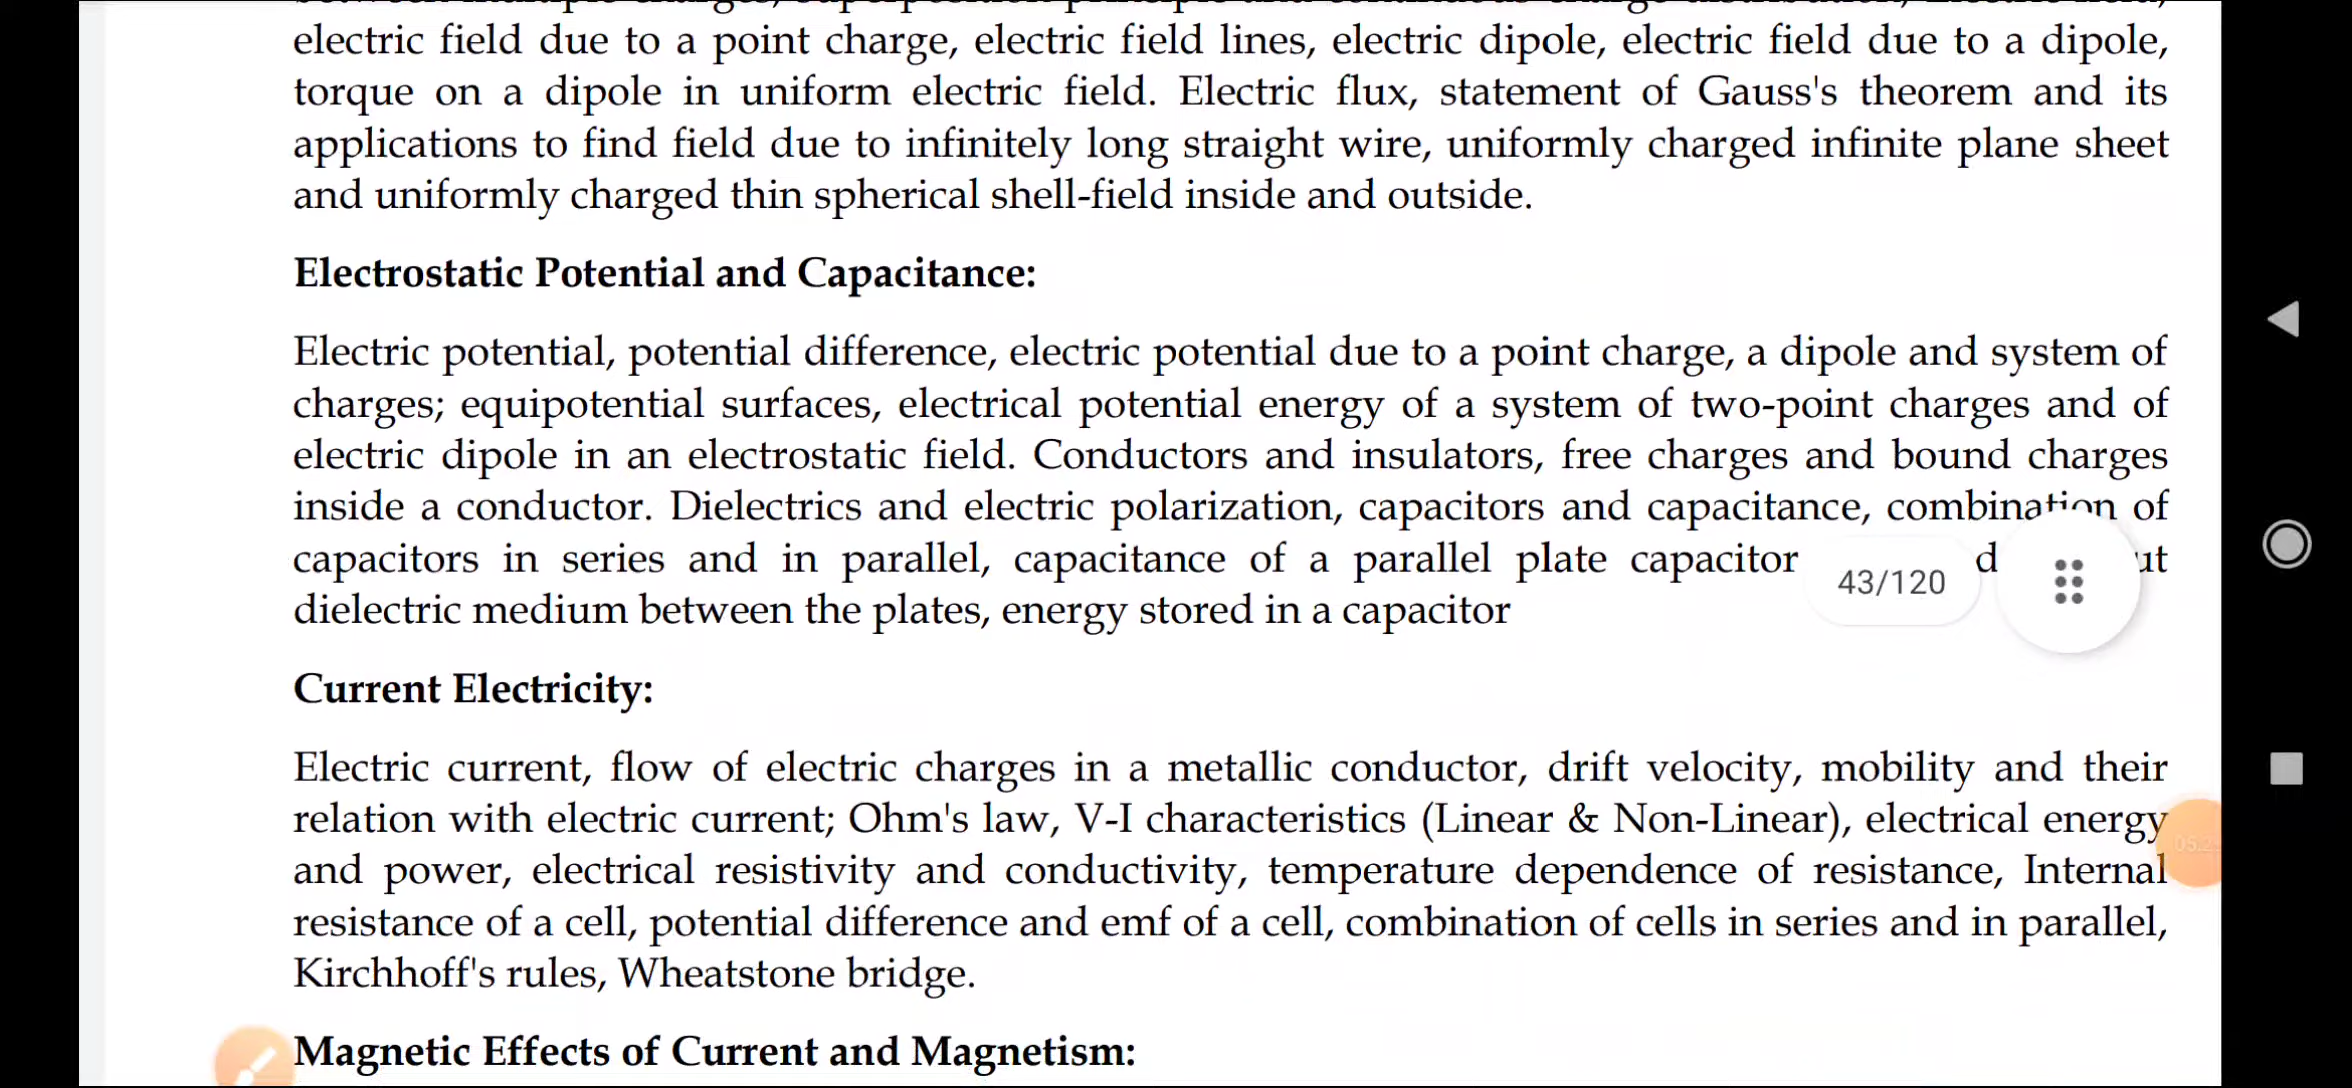 electric field due to a point charge, electric field lines, electric dipole, electric field due to a dipole,
torque on a dipole in uniform electric field. Electric flux, statement of Gauss's theorem and its
applications to find field due to infinitely long straight wire, uniformly charged infinite plane sheet
and uniformly charged thin spherical shell-field inside and outside.
Electrostatic Potential and Capacitance:
Electric potential, potential difference, electric potential due to a point charge, a dipole and system of
charges; equipotential surfaces, electrical potential energy of a system of two-point charges and of
electric dipole in an electrostatic field. Conductors and insulators, free charges and bound charges
inside a conductor. Dielectrics and electric polarization, capacitors and capacitance, combination of
capacitors in series and in parallel, capacitance of a parallel plate capacitor
43/120
dielectric medium between the plates, energy stored in a capacitor
Current Electricity:
Electric current, flow of electric charges in a metallic conductor, drift velocity, mobility and their
relation with electric current; Ohm's law, V-I characteristics (Linear & Non-Linear), electrical energy
and power, electrical resistivity and conductivity, temperature dependence of resistance, Internal
resistance of a cell, potential difference and emf of a cell, combination of cells in series and in parallel,
Kirchhoff's rules, Wheatstone bridge.
Magnetic Effects of Current and Magnetism: